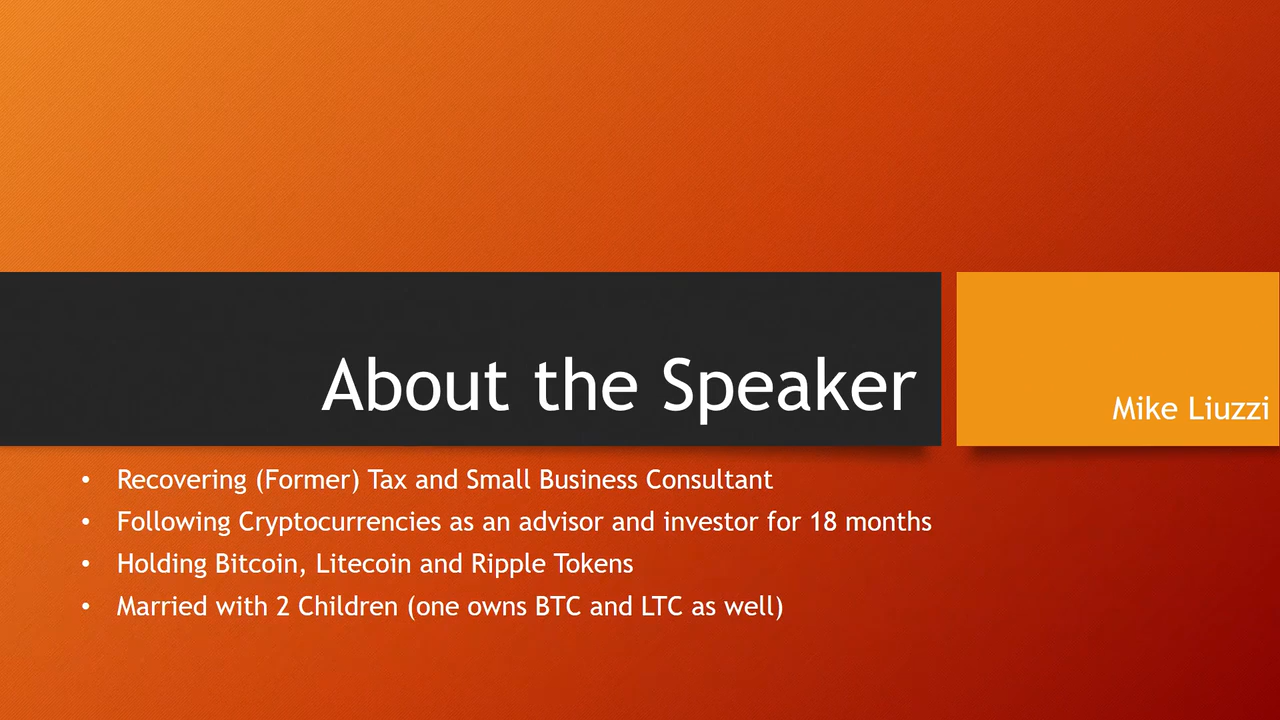 About the Speaker
Mike Liuzzi
• Recovering (Former) Tax and Small Business Consultant
• Following Cryptocurrencies as an advisor and investor for 18 months
• Holding Bitcoin, Litecoin and Ripple Tokens
• Married with 2 Children (one owns BTC and LTC as well)